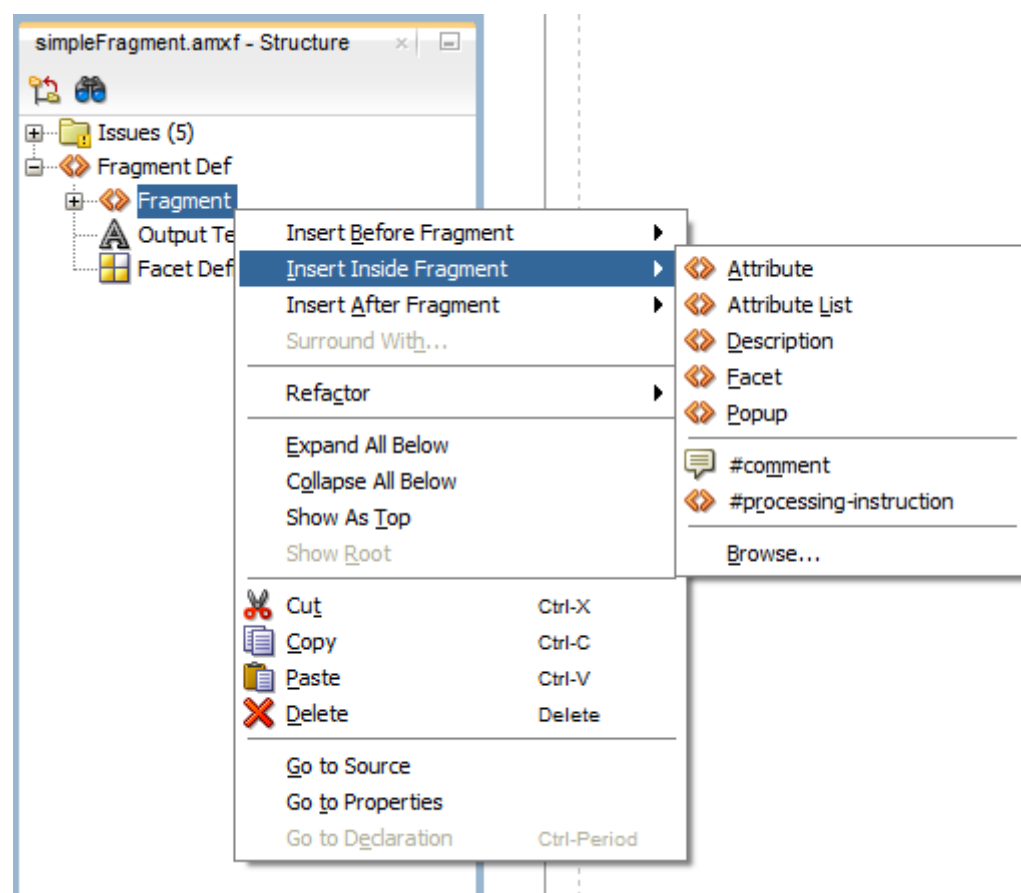 simpleFragment.amxf - Structure
Issues (5)
Fragment Def
Fragment
Output Te
Facet Def
Insert Before Fragment
Insert Inside Fragment
Insert After Fragment
Surround With...
Refactor
Expand All Below
Collapse All Below
Show As Top
Show Root
Cut Ctrl-X
Copy Ctrl-C
Paste Ctrl-V
Delete Delete
Go to Source
Go to Properties
Go to Declaration Ctrl-Period
Attribute
Attribute List
Description
Facet
Popup
#comment
#processing-instruction
Browse...